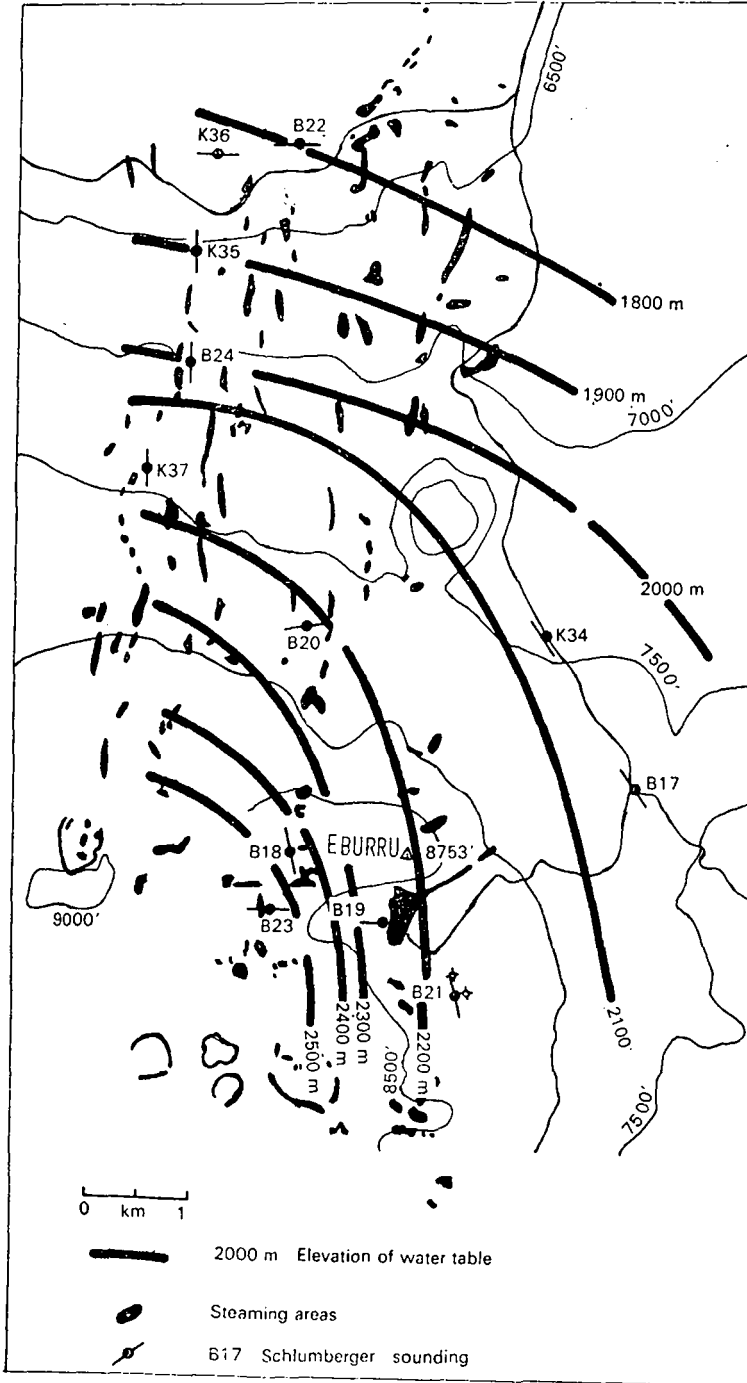 6500'
B22
K36
K35
1800 m
B24
1900 m
7000'
K37
2000 m
B20
K34
7500'
B17
B18
EBURRU
8753'
9000'
B23
B19
B21
2500 m
2400 m
2300 m
8500'
2200 m
2100'
7500'
0 km 1
2000 m Elevation of water table
Steaming areas
B17 Schlumberger sounding